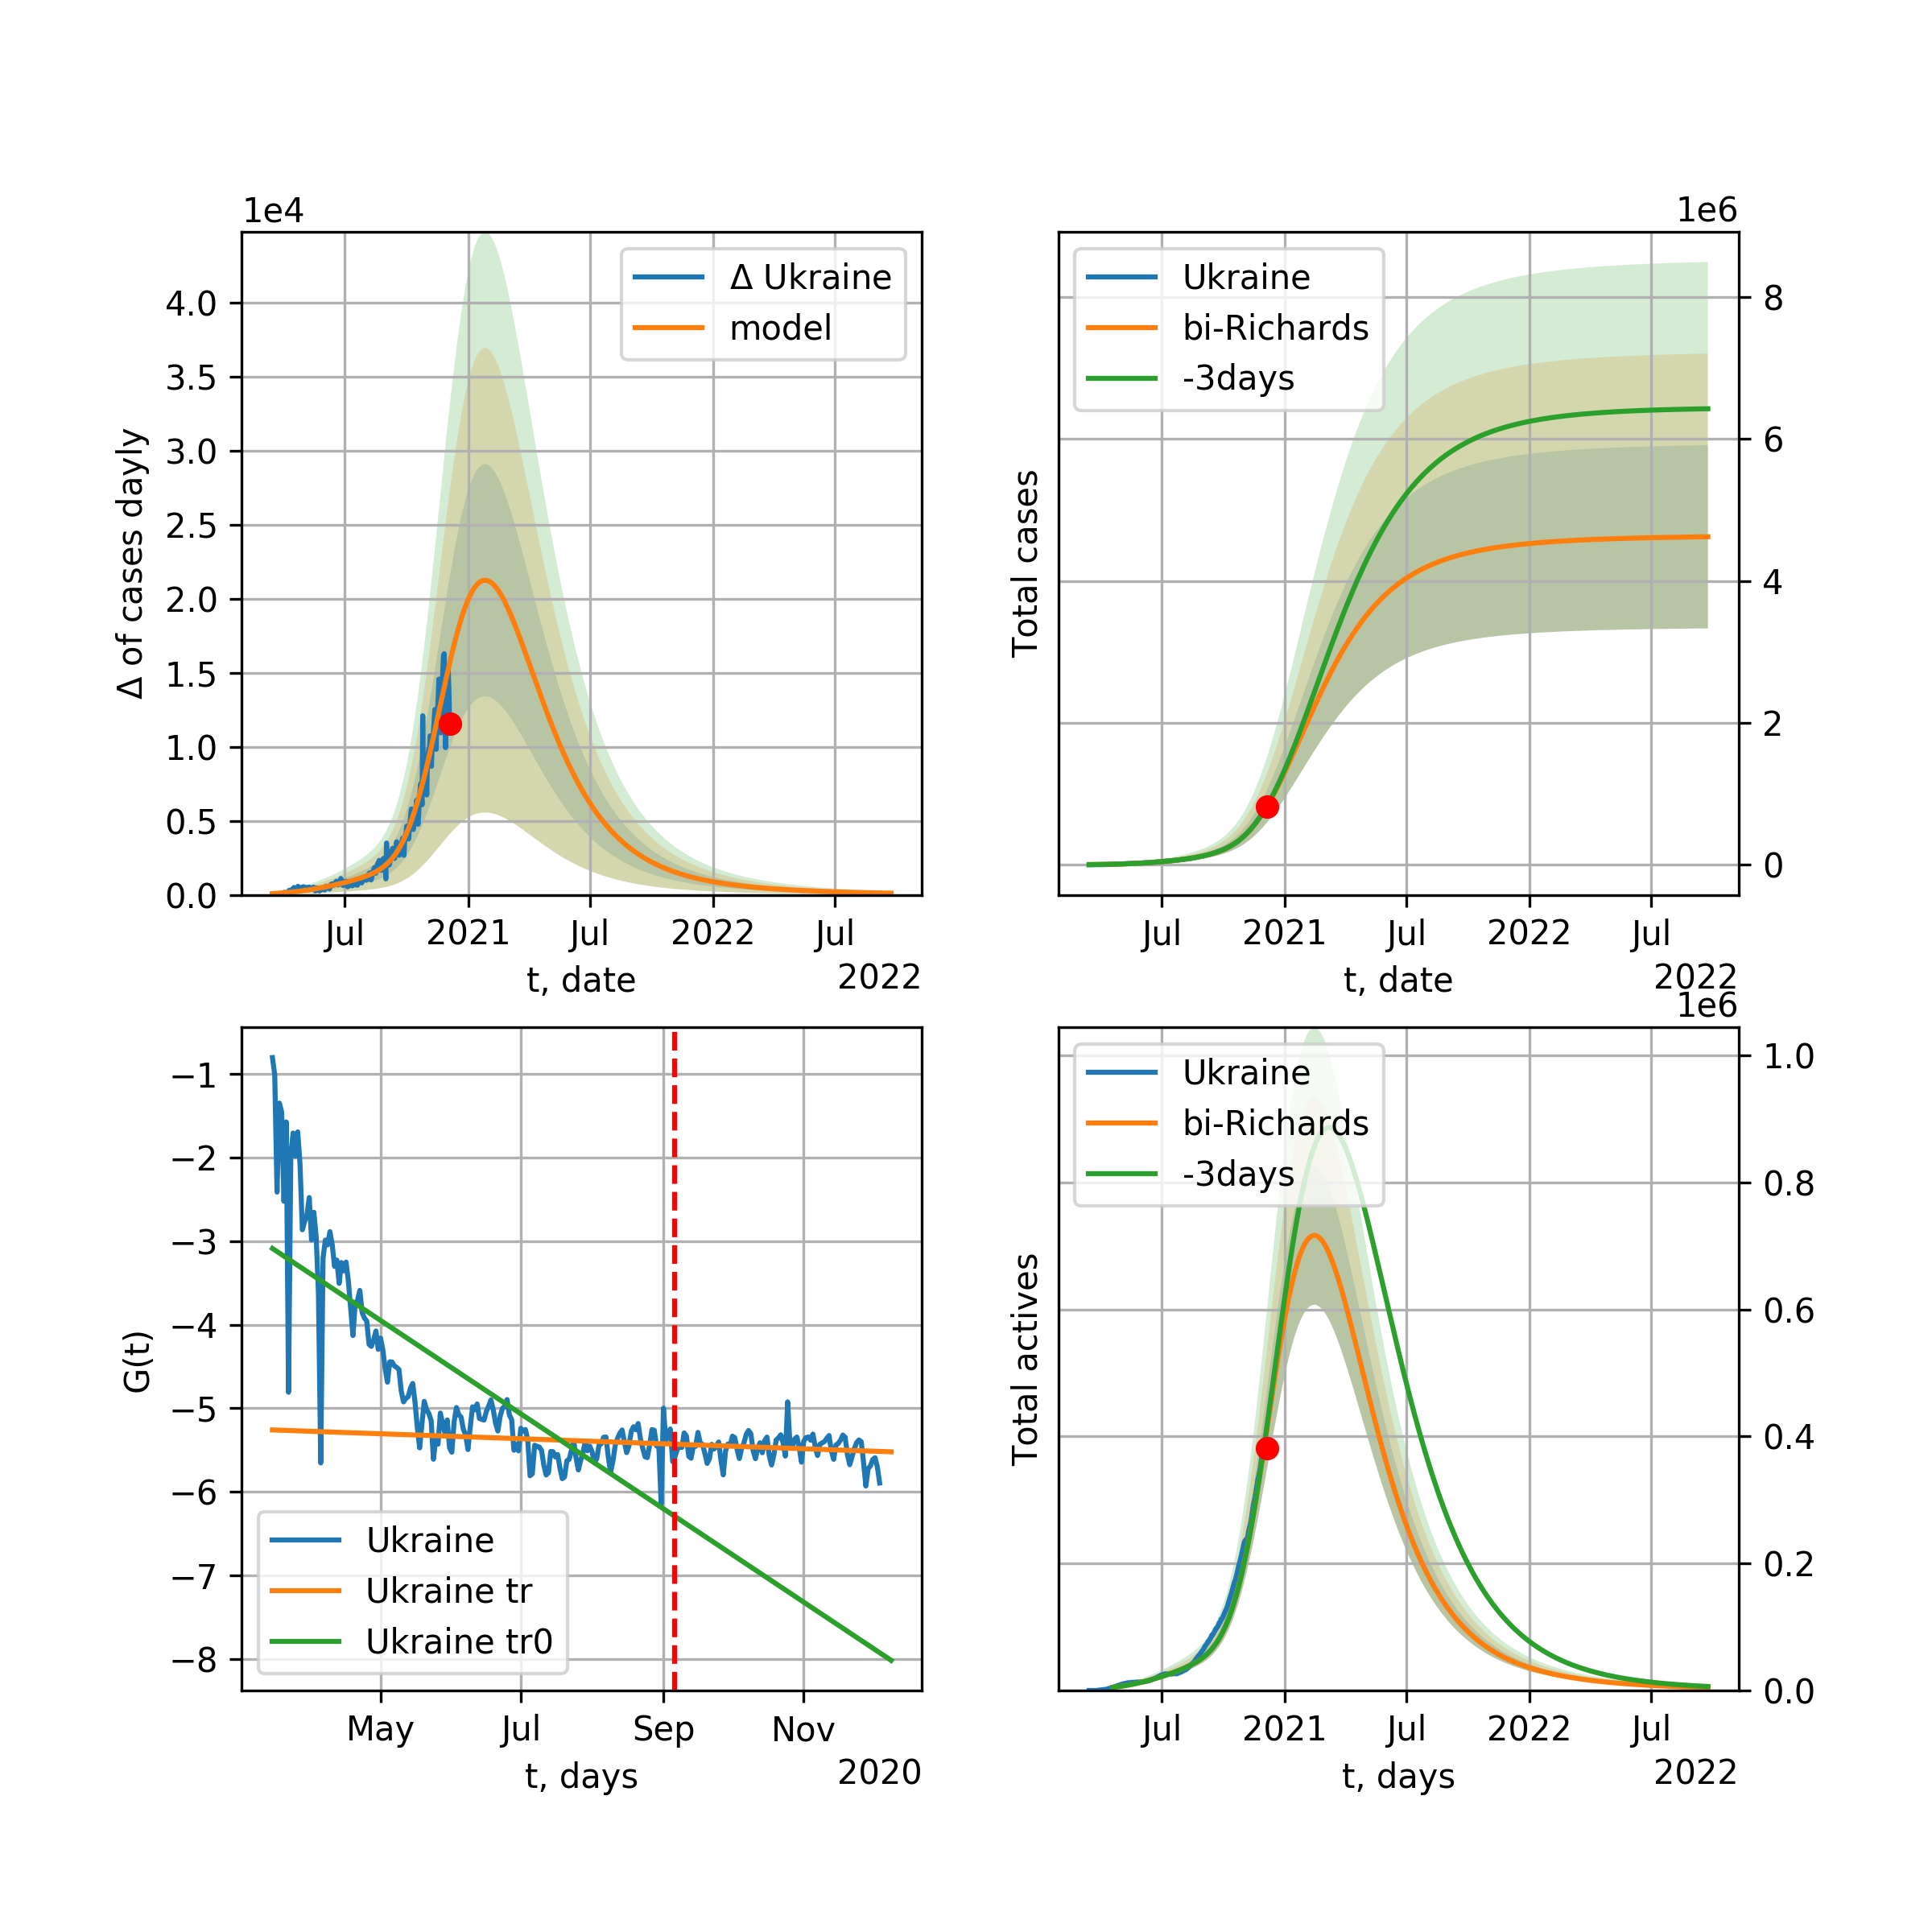 1e4
Δ of cases dayly
4.0
3.5
3.0
2.5
2.0
1.5
1.0
0.5
0.0
Δ Ukraine
model
Jul
2021
Jul
2022
Jul
t, date
2022
1e6
Total cases
Ukraine
bi-Richards
-3days
8
6
4
2
0
Jul
2021
Jul
2022
Jul
t, date
2022
G(t)
−1
−2
−3
−4
−5
−6
−7
−8
Ukraine
Ukraine tr
Ukraine tr0
May
Jul
Sep
Nov
t, days
2020
1e6
Total actives
Ukraine
bi-Richards
-3days
1.0
0.8
0.6
0.4
0.2
0.0
Jul
2021
Jul
2022
Jul
t, days
2022